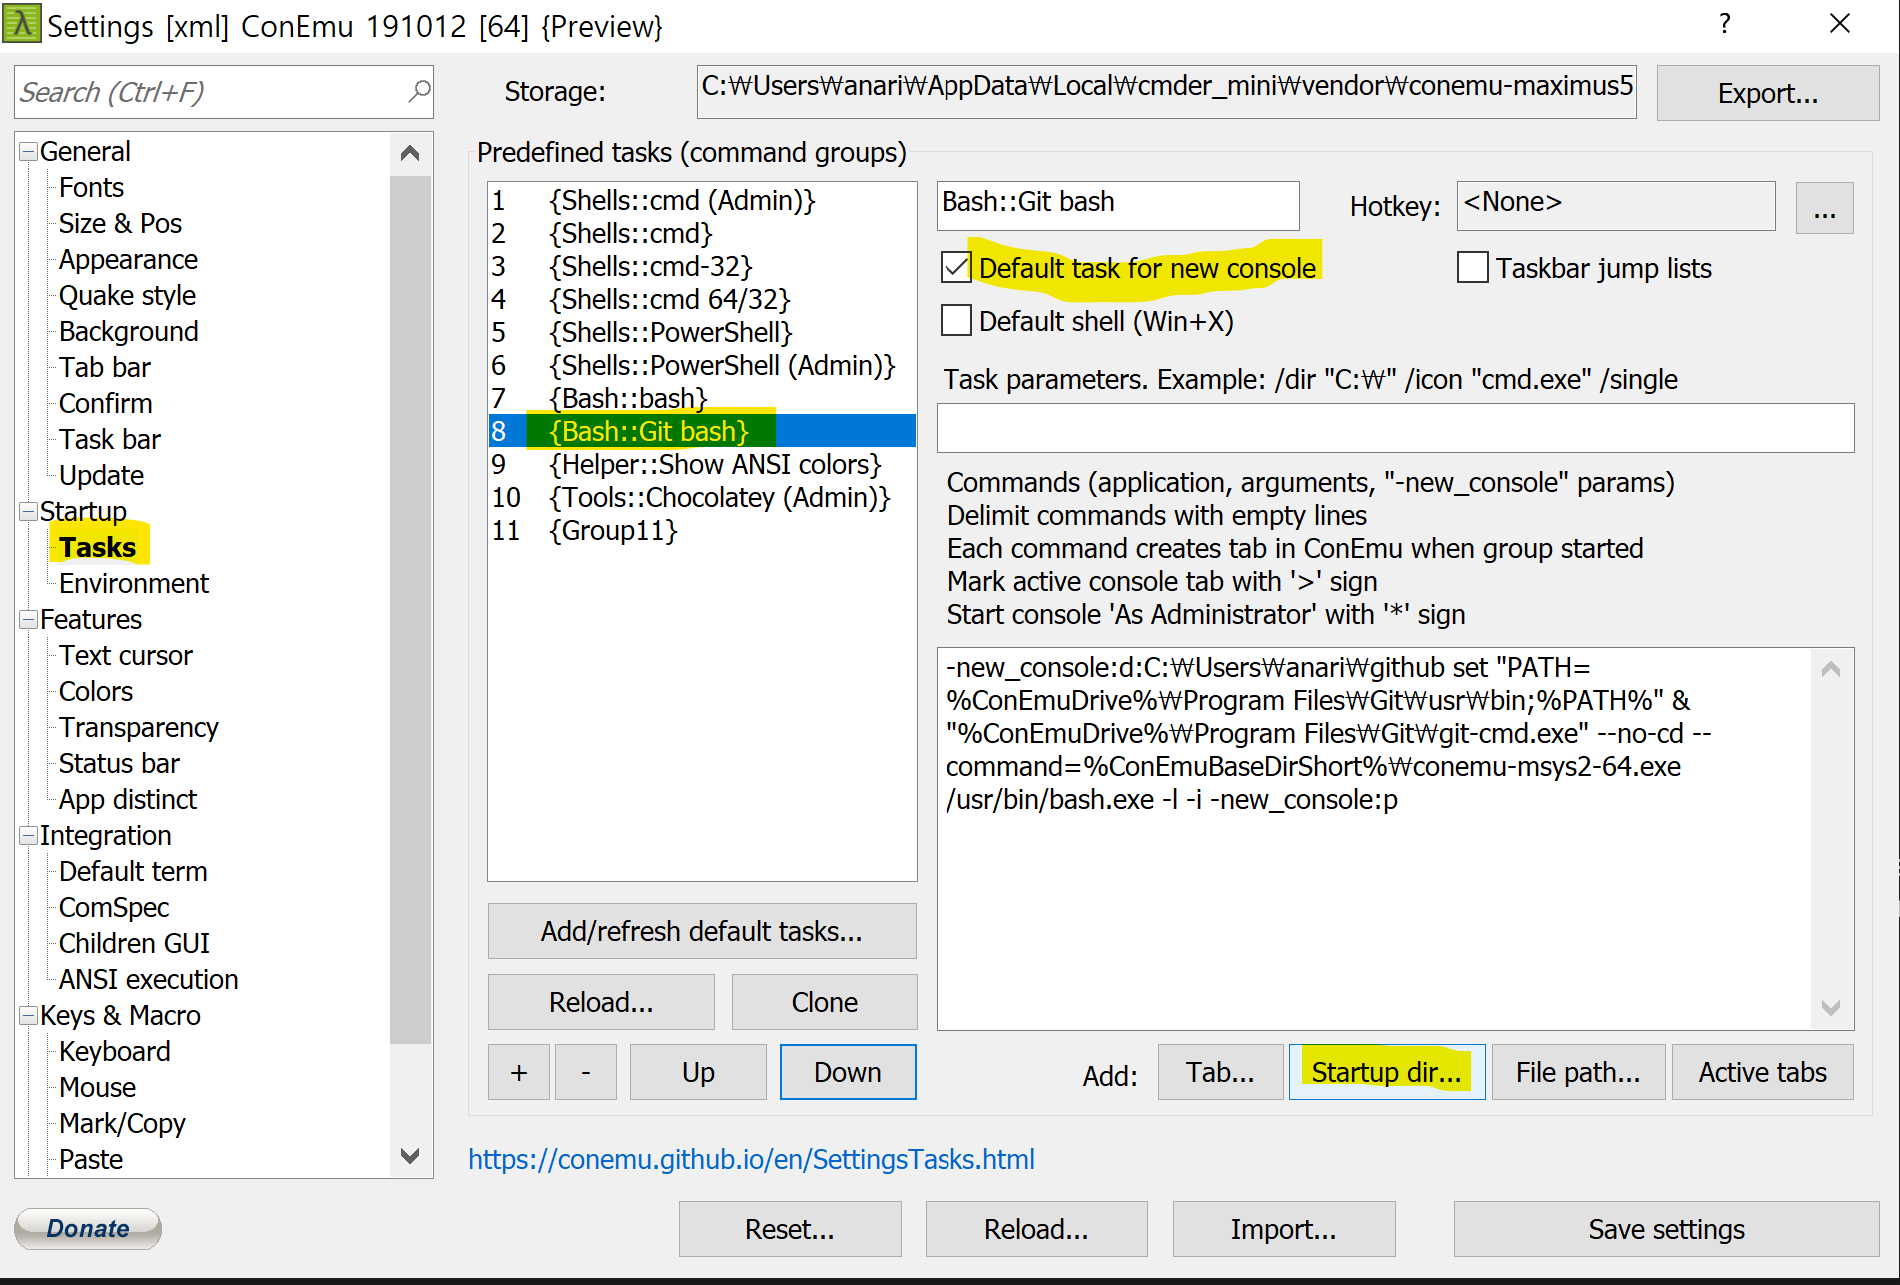 Settings [xml] ConEmu 191012 [64] {Preview}
?
Search (Ctrl+F)
Storage:
C:₩Users₩anari₩AppData₩Local₩cmder_mini₩vendor₩conemu-maximus5
Export...
General
Fonts
Size & Pos
Appearance
Quake style
Background
Tab bar
Confirm
Task bar
Update
Startup
Tasks
Environment
Features
Text cursor
Colors
Transparency
Status bar
App distinct
Integration
Default term
ComSpec
Children GUI
ANSI execution
Keys & Macro
Keyboard
Mouse
Mark/Copy
Paste
Donate
Predefined tasks (command groups)
1 {Shells::cmd (Admin)}
2 {Shells::cmd}
3 {Shells::cmd-32}
4 {Shells::cmd 64/32}
5 {Shells::PowerShell}
6 {Shells::PowerShell (Admin)}
7 {Bash::bash}
8 {Bash::Git bash}
9 {Helper::Show ANSI colors}
10 {Tools::Chocolatey (Admin)}
11 {Group11}
Add/refresh default tasks...
Reload...
Clone
+
-
Up
Down
Bash::Git bash
Hotkey:
<None>
...
Default task for new console
Taskbar jump lists
Default shell (Win+X)
Task parameters. Example: /dir "C:₩" /icon "cmd.exe" /single
Commands (application, arguments, "-new_console" params)
Delimit commands with empty lines
Each command creates tab in ConEmu when group started
Mark active console tab with '>' sign
Start console 'As Administrator' with '*' sign
-new_console:d:C:₩Users₩anari₩github set "PATH=
%ConEmuDrive%₩Program Files₩Git₩usr₩bin;%PATH%" &
"%ConEmuDrive%₩Program Files₩Git₩git-cmd.exe" --no-cd --
command=%ConEmuBaseDirShort%₩conemu-msys2-64.exe
/usr/bin/bash.exe -l -i -new_console:p
Add:
Tab...
Startup dir...
File path...
Active tabs
https://conemu.github.io/en/SettingsTasks.html
Reset...
Reload...
Import...
Save settings